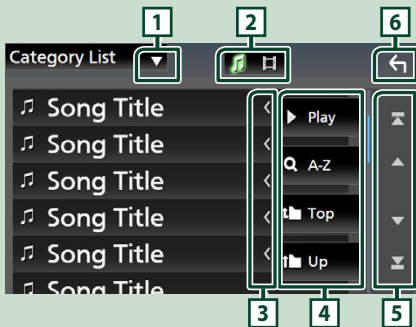 1 2 6
Category List
Song Title
Play
Song Title
A-Z
Song Title
Song Title
Top
Song Title
Up
Song Title
3 4 5